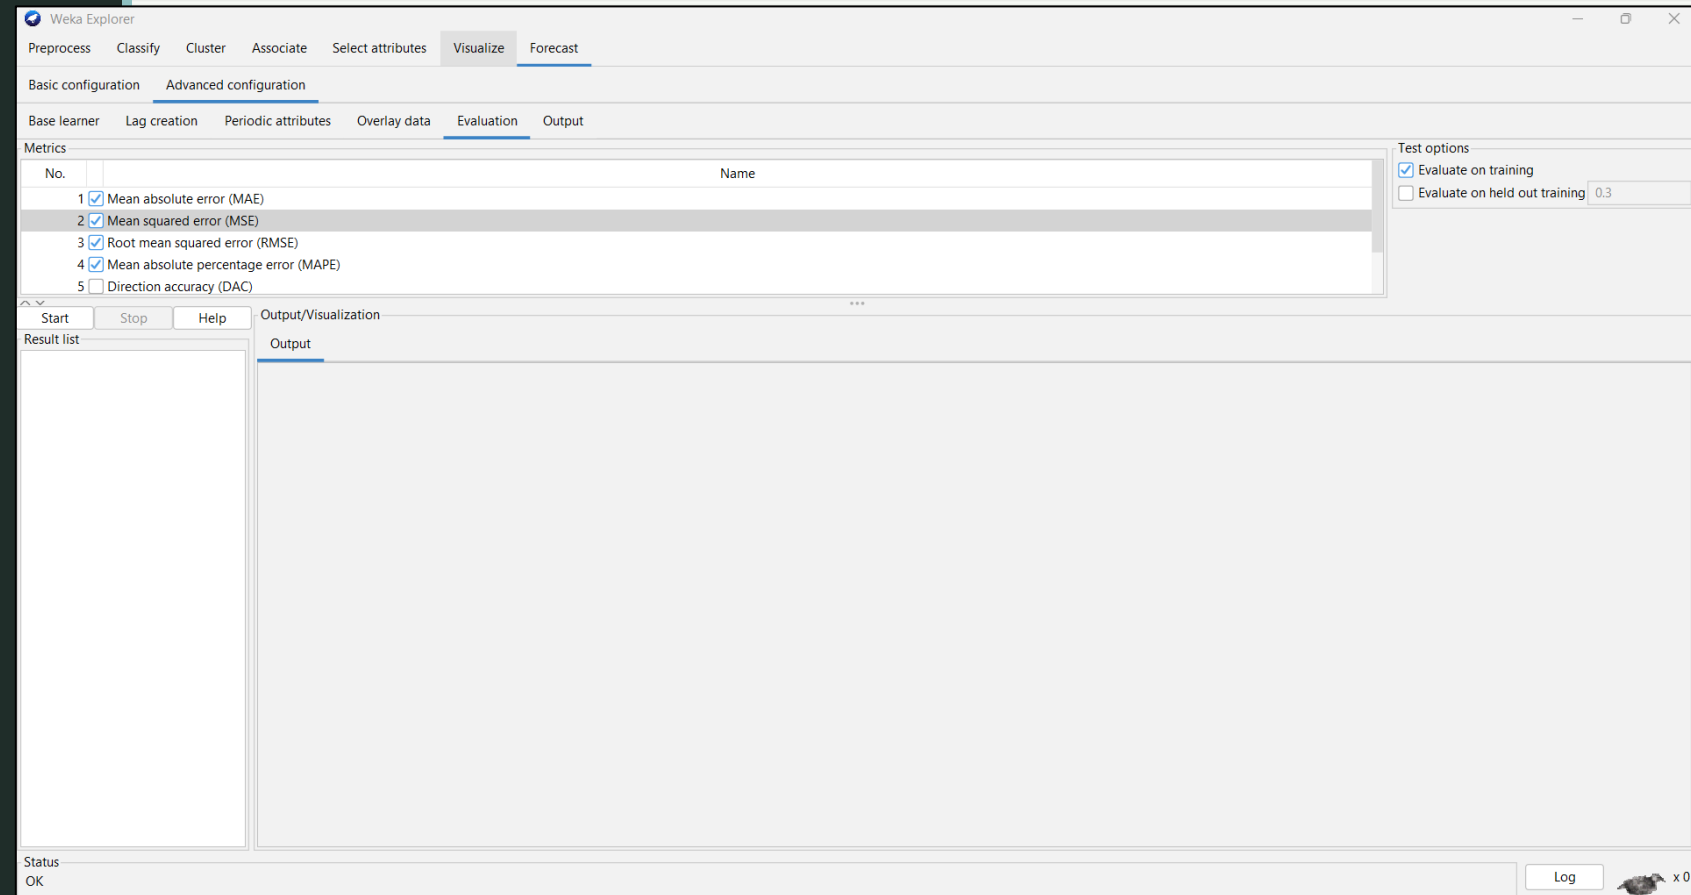 Weka Explorer
Preprocess Classify Cluster Associate Select attributes Visualize Forecast
Basic configuration Advanced configuration
Base learner Lag creation Periodic attributes Overlay data Evaluation Output
Metrics
No. Name
1 Mean absolute error (MAE)
2 Mean squared error (MSE)
3 Root mean squared error (RMSE)
4 Mean absolute percentage error (MAPE)
5 Direction accuracy (DAC)
Test options
Evaluate on training
Evaluate on held out training 0.3
Start Stop Help
Result list
Output/Visualization
Output
Status
OK
Log x 0